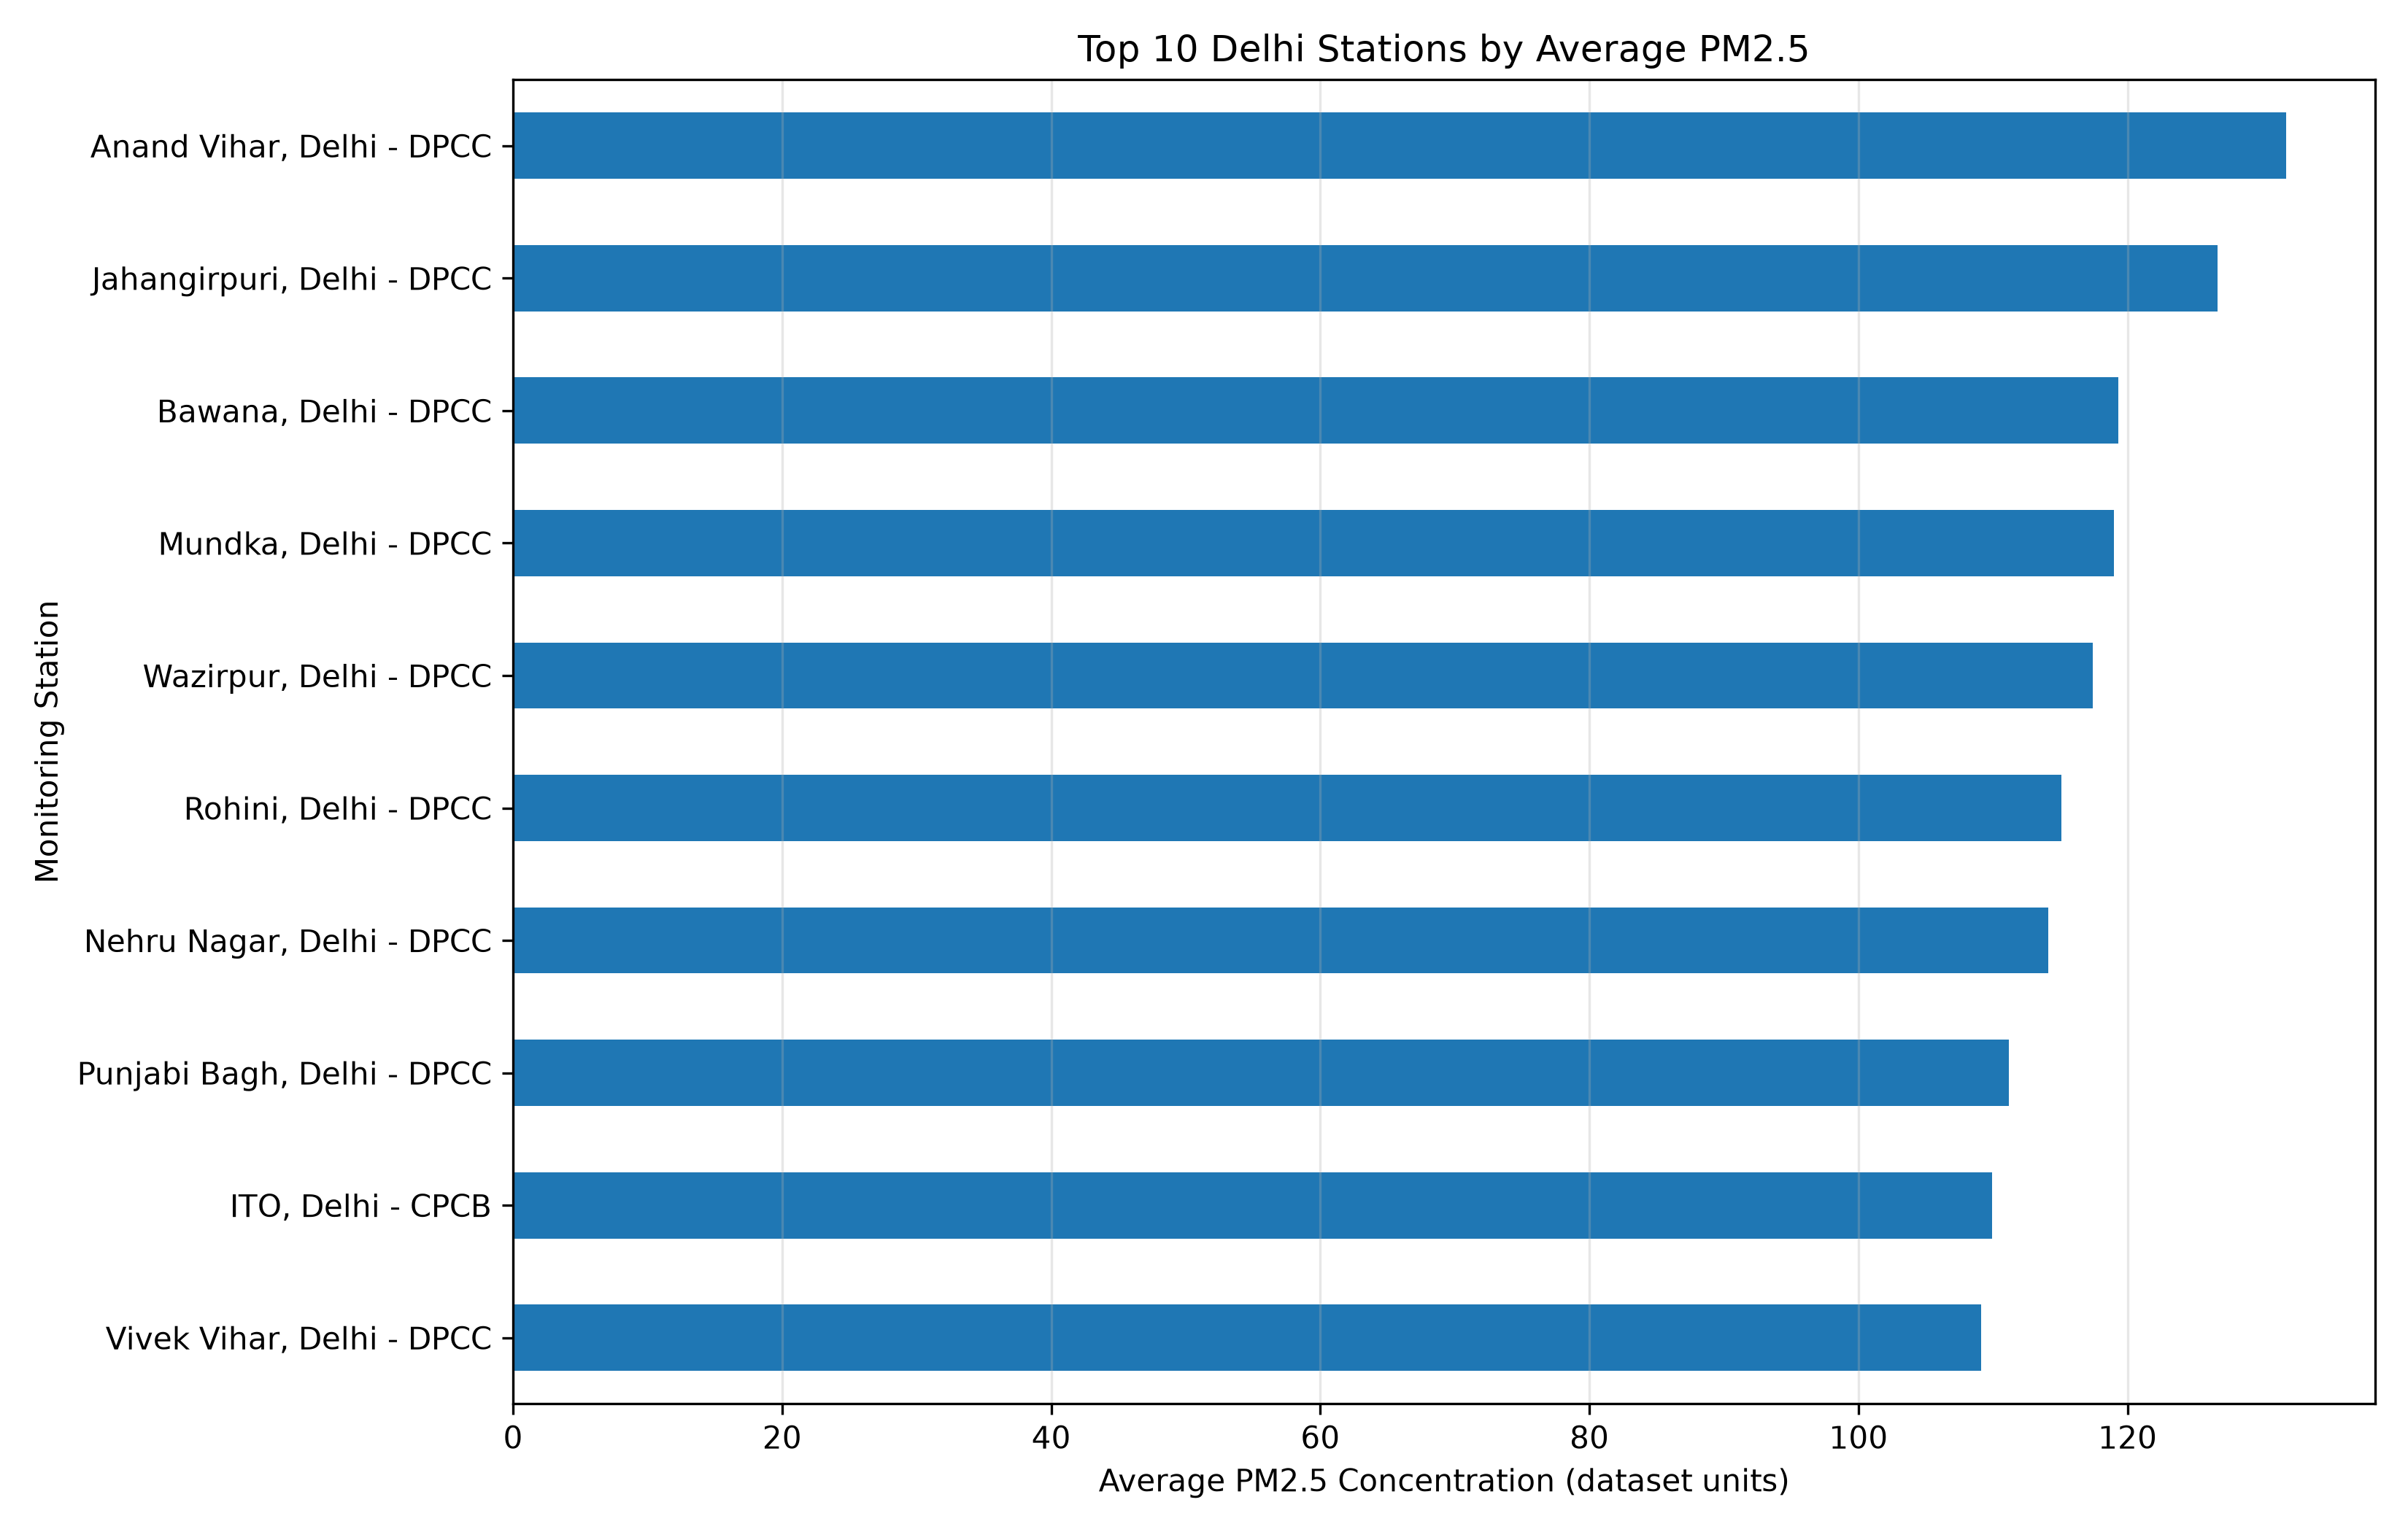 Top 10 Delhi Stations by Average PM2.5
Anand Vihar, Delhi - DPCC
Jahangirpuri, Delhi - DPCC
Bawana, Delhi - DPCC
Mundka, Delhi - DPCC
Wazirpur, Delhi - DPCC
Rohini, Delhi - DPCC
Nehru Nagar, Delhi - DPCC
Punjabi Bagh, Delhi - DPCC
ITO, Delhi - CPCB
Vivek Vihar, Delhi - DPCC
Monitoring Station
0 20 40 60 80 100 120
Average PM2.5 Concentration (dataset units)